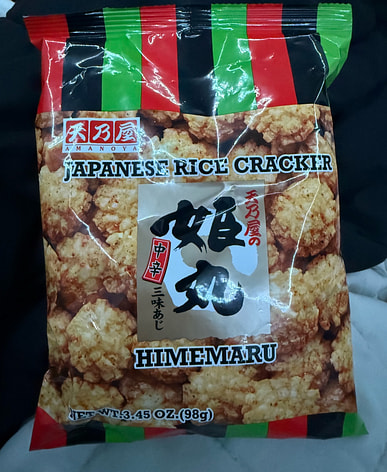 天乃屋
AMANOYA
JAPANESE RICE CRACKER
天乃屋の
姫丸
中辛
三味あじ
HIMEMARU
NET WT. 3.45 OZ. (98g)